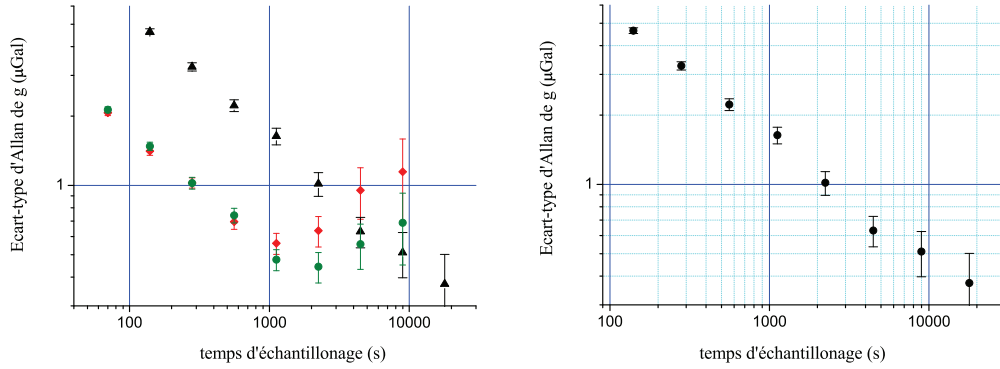 Ecart-type d'Allan de g (µGal)
1
100
1000
10000
temps d'échantillonage (s)
Ecart-type d'Allan de g (µGal)
1
100
1000
10000
temps d'échantillonage (s)